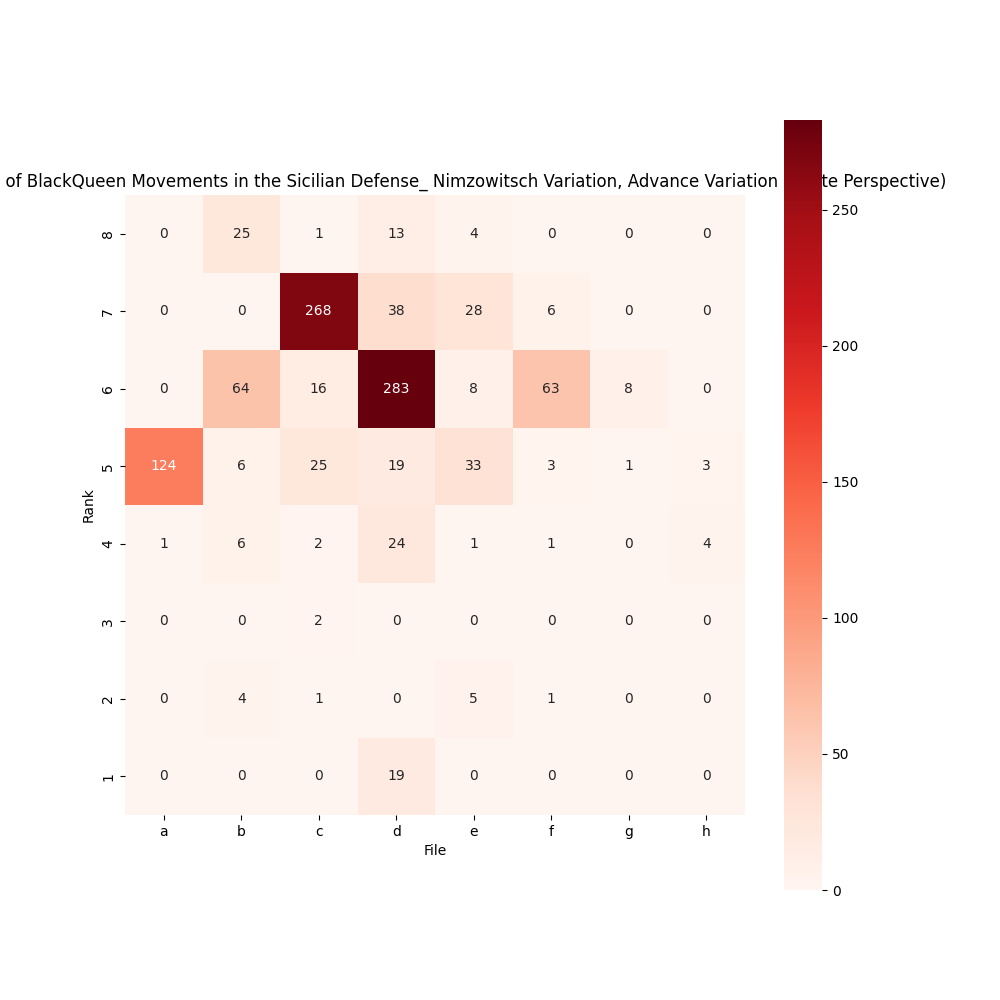 of BlackQueen Movements in the Sicilian Defense_ Nimzowitsch Variation, Advance Variation te Perspective)
8 0 25 1 13 4 0 0 0
7 0 0 268 38 28 6 0 0
6 0 64 16 283 8 63 8 0
5 124 6 25 19 33 3 1 3
4 1 6 2 24 1 1 0 4
3 0 0 2 0 0 0 0 0
2 0 4 1 0 5 1 0 0
1 0 0 0 19 0 0 0 0
Rank
a b c d e f g h
File
250
200
150
100
50
0